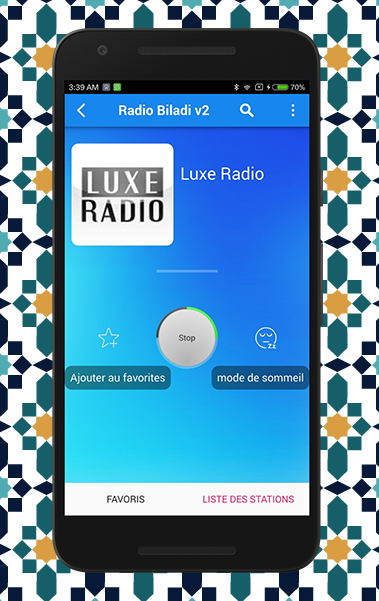 3:39 AM
70%
Radio Biladi v2
LUXE
RADIO
Luxe Radio
Stop
zz
Ajouter au favorites
mode de sommeil
FAVORIS
LISTE DES STATIONS